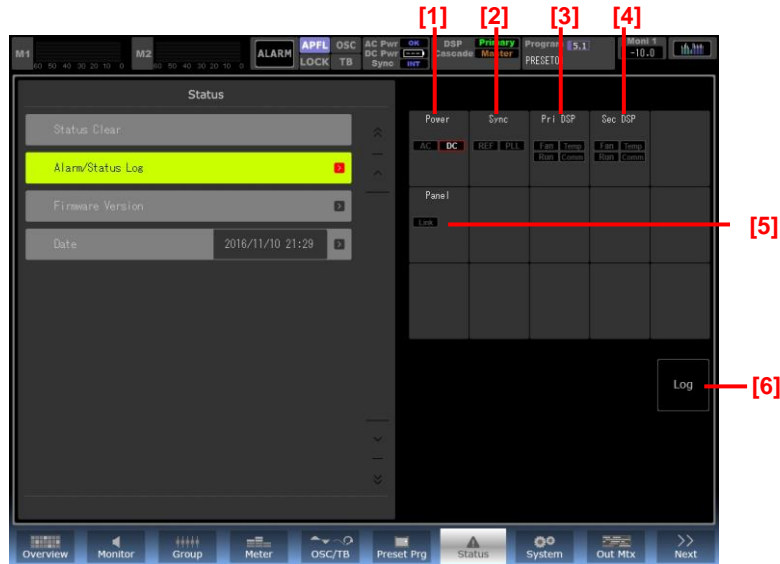 [1] [2] [3] [4]
M1 M2 ALARM APFL OSC AC Pwr OK DSP Primary Program 5.1 Moni 1
LOCK TB DC Pwr Cascade Master PRESET0 -10.0
60 50 40 30 20 10 0 60 50 40 30 20 10 0 Sync INT
Status
Status Clear
Alarm/Status Log
Firmware Version
Date 2016/11/10 21:29
Power Sync Pri DSP Sec DSP
AC DC REF PLL Fan Temp Fan Temp
Run Comm Run Comm
Panel
Link
[5]
Log
[6]
Overview Monitor Group Meter OSC/TB Preset Prg Status System Out Mtx >> Next